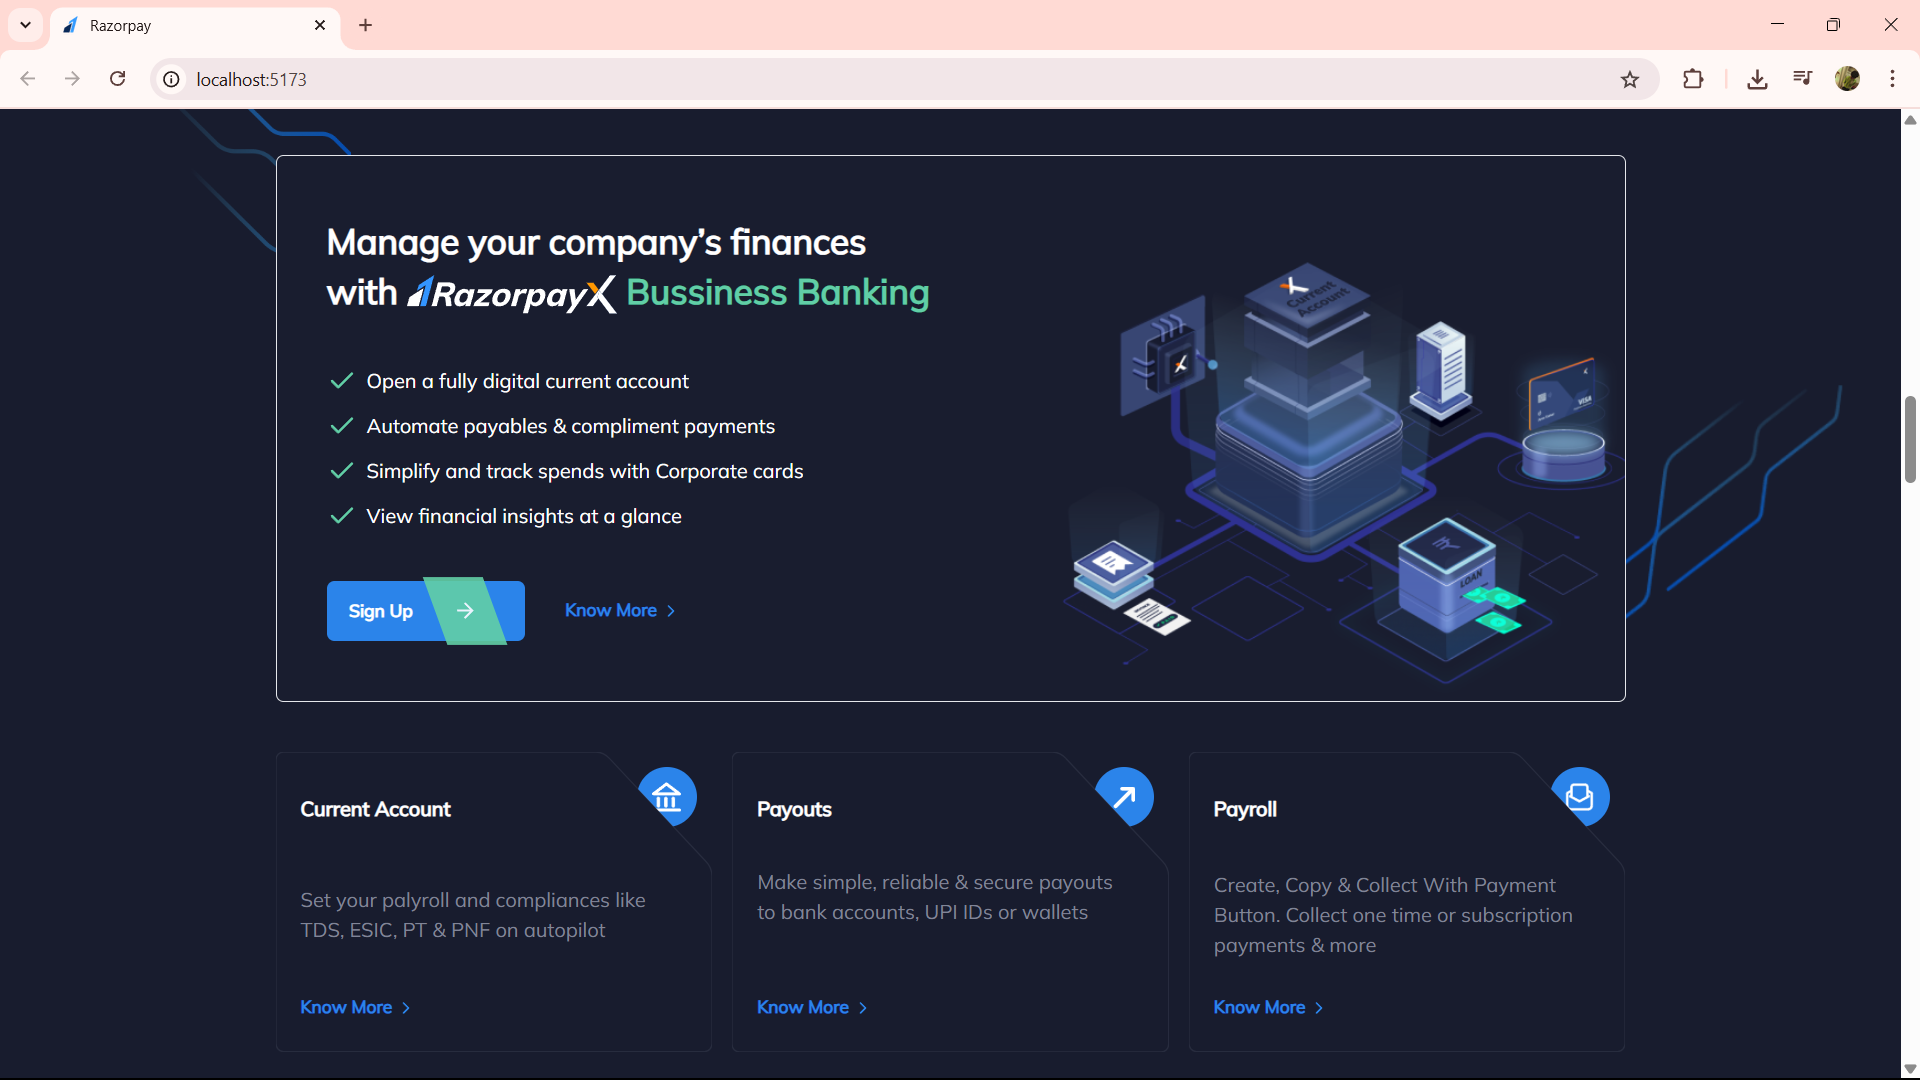 Razorpay
localhost:5173
Manage your company's finances
with RazorpayX Bussiness Banking
Open a fully digital current account
Automate payables & compliment payments
Simplify and track spends with Corporate cards
View financial insights at a glance
Sign Up
Know More
Current Account
VISA
LOAN
Current Account
Set your palyroll and compliances like
TDS, ESIC, PT & PNF on autopilot
Know More
Payouts
Make simple, reliable & secure payouts
to bank accounts, UPI IDs or wallets
Know More
Payroll
Create, Copy & Collect With Payment
Button. Collect one time or subscription
payments & more
Know More